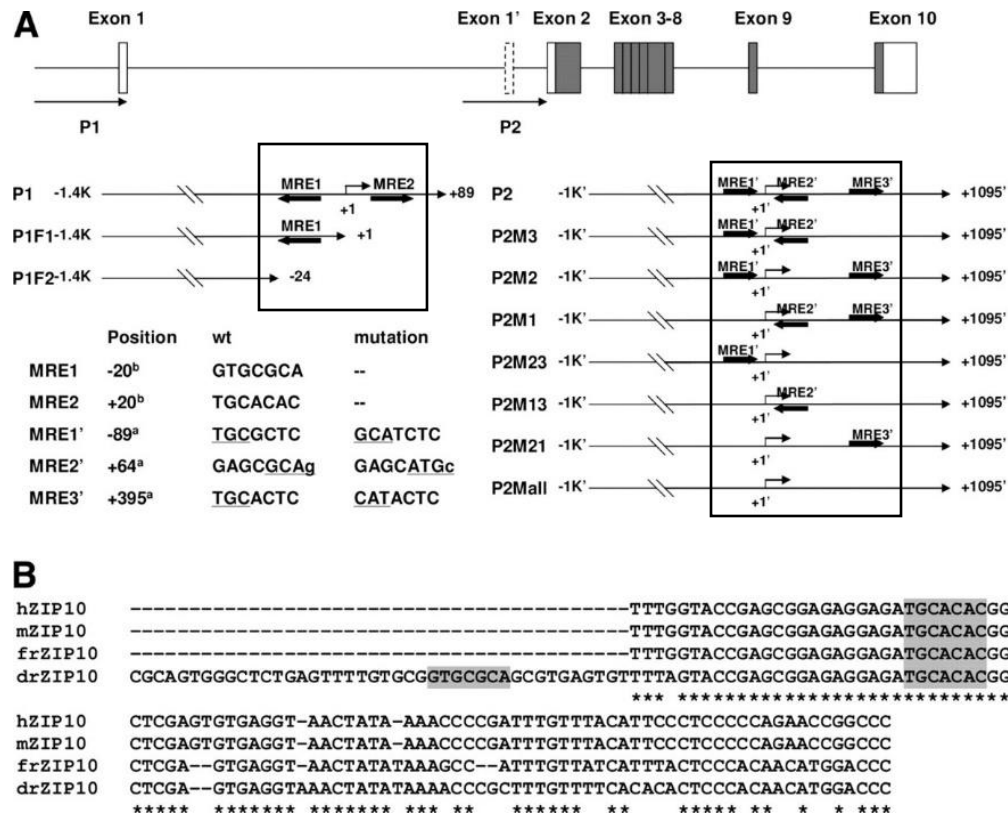 A
Exon 1 Exon 1' Exon 2 Exon 3-8 Exon 9 Exon 10
P1 P2
P1 -1.4K MRE1 MRE2 +1 +89
P1F1 -1.4K MRE1 +1
P1F2 -1.4K -24
Position wt mutation
MRE1 -20b GTGCGCA --
MRE2 +20b TGCACAC --
MRE1' -89a TGCGCTC GCATCTC
MRE2' +64a GAGCGCAg GAGCATGc
MRE3' +395a TGCACTC CATACTC
P2 -1K' MRE1' MRE2' MRE3' +1' +1095'
P2M3 -1K' MRE1' MRE2' +1' +1095'
P2M2 -1K' MRE1' MRE3' +1' +1095'
P2M1 -1K' MRE2' MRE3' +1' +1095'
P2M23 -1K' MRE1' +1' +1095'
P2M13 -1K' MRE2' +1' +1095'
P2M21 -1K' MRE3' +1' +1095'
P2Mall -1K' +1' +1095'
B
hZIP10 -------------------------------------TTTGGTACCGAGCGGAGAGGAGATGCACACGG
mZIP10 -------------------------------------TTTGGTACCGAGCGGAGAGGAGATGCACACGG
frZIP10 -------------------------------------TTTGGTACCGAGCGGAGAGGAGATGCACACGG
drZIP10 CGCAGTGGGCTCTGAGTTTTGTGCGGTGCGCAGCGTGAGTGTTTTAGTACCGAGCGGAGAGGAGATGCACACGG
*** ****************************
hZIP10 CTCGAGTGTGAGGT-AACTATA-AAACCCCGATTTGTTTACATTCCCTCCCCCAGAACCGGCCC
mZIP10 CTCGAGTGTGAGGT-AACTATA-AAACCCCGATTTGTTTACATTCCCTCCCCCAGAACCGGCCC
frZIP10 CTCGA--GTGAGGT-AACTATATAAAGCC--ATTTGTTATCATTTACTCCCACAACATGGACCC
drZIP10 CTCGA--GTGAGGTAAACTATATAAAACCCGCTTTGTTTTCACACACTCCCACAACATGGACCC
***** ******* ******* *** ** ****** ** ***** ** * * ***